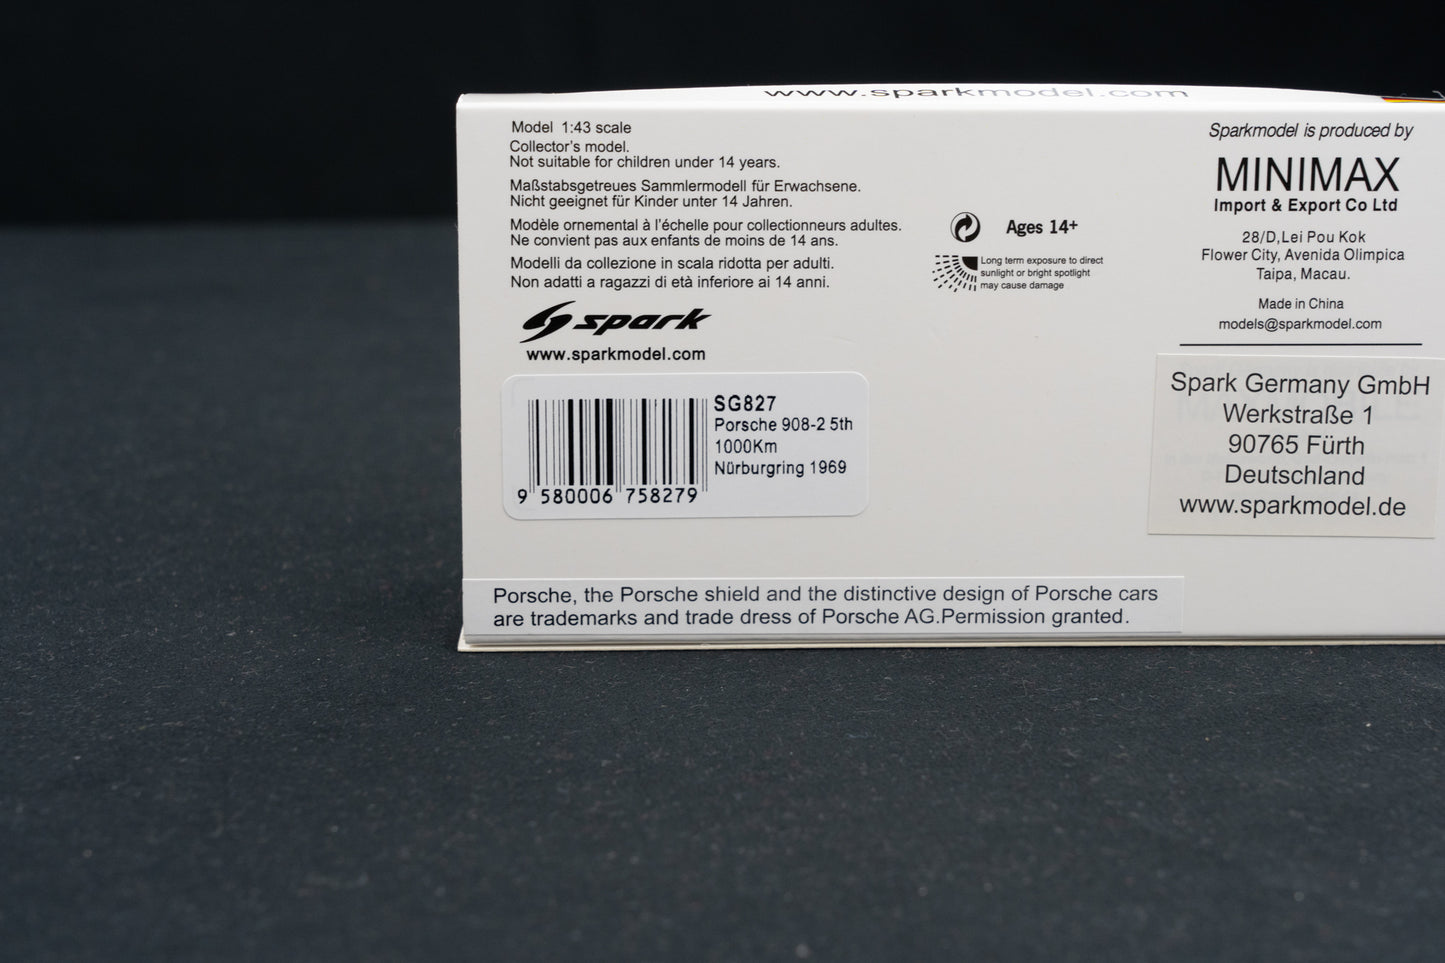 www.sparkmodel.com
Model 1:43 scale
Collector's model.
Not suitable for children under 14 years.
Maßstabsgetreues Sammlermodell für Erwachsene.
Nicht geeignet für Kinder unter 14 Jahren.
Modèle ornemental à l'échelle pour collectionneurs adultes.
Ne convient pas aux enfants de moins de 14 ans.
Modelli da collezione in scala ridotta per adulti.
Non adatti a ragazzi di età inferiore ai 14 anni.
spark
www.sparkmodel.com
SG827
Porsche 908-2 5th
1000Km
Nürburgring 1969
9 580006 758279
Ages 14+
Long term exposure to direct
sunlight or bright spotlight
may cause damage
Sparkmodel is produced by
MINIMAX
Import & Export Co Ltd
28/D,Lei Pou Kok
Flower City, Avenida Olimpica
Taipa, Macau.
Made in China
models@sparkmodel.com
Spark Germany GmbH
Werkstraße 1
90765 Fürth
Deutschland
www.sparkmodel.de
Porsche, the Porsche shield and the distinctive design of Porsche cars
are trademarks and trade dress of Porsche AG.Permission granted.